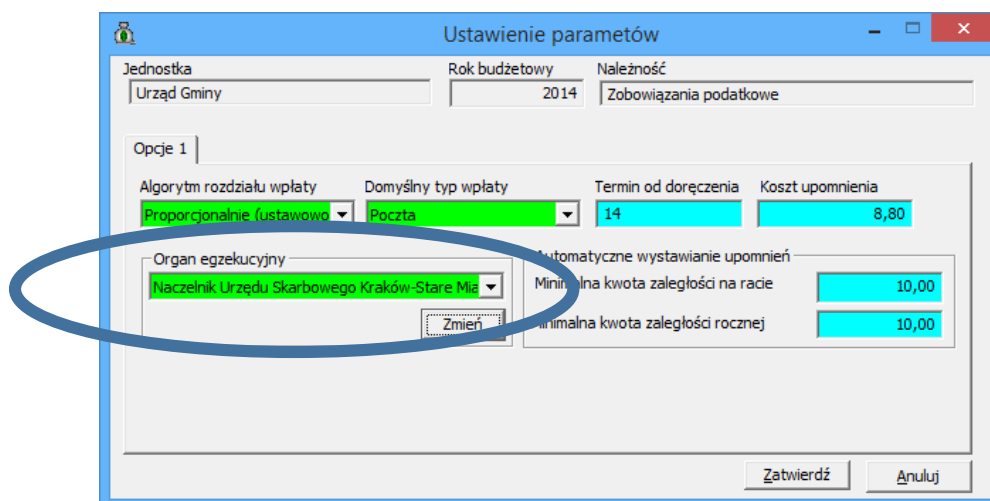 Ustawienie parametów
Jednostka Rok budżetowy Należność
Urząd Gminy 2014 Zobowiązania podatkowe
Opcje 1
Algorytm rozdziału wpłaty Domyślny typ wpłaty Termin od doręczenia Koszt upomnienia
Proporcjonalnie (ustawowo Poczta 14 8,80
Organ egzekucyjny Automatyczne wystawianie upomnień
Naczelnik Urzędu Skarbowego Kraków-Stare Mia Minimalna kwota zaległości na racie 10,00
Zmień Minimalna kwota zaległości rocznej 10,00
Zatwierdź Anuluj